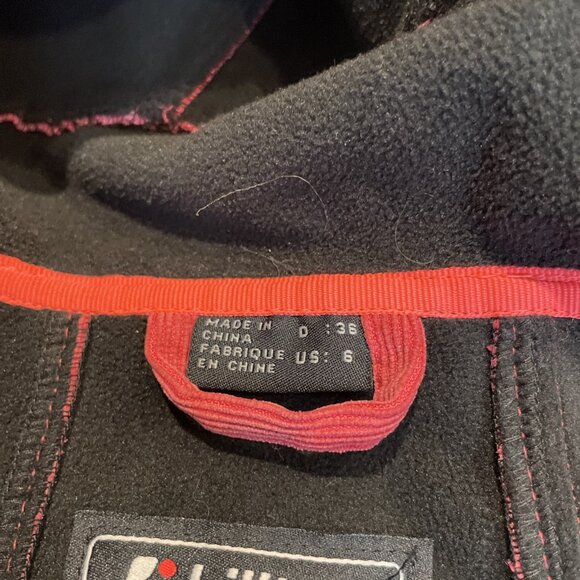 MADE IN D :36
CHINA
FABRIQUE US: 6
EN CHINE